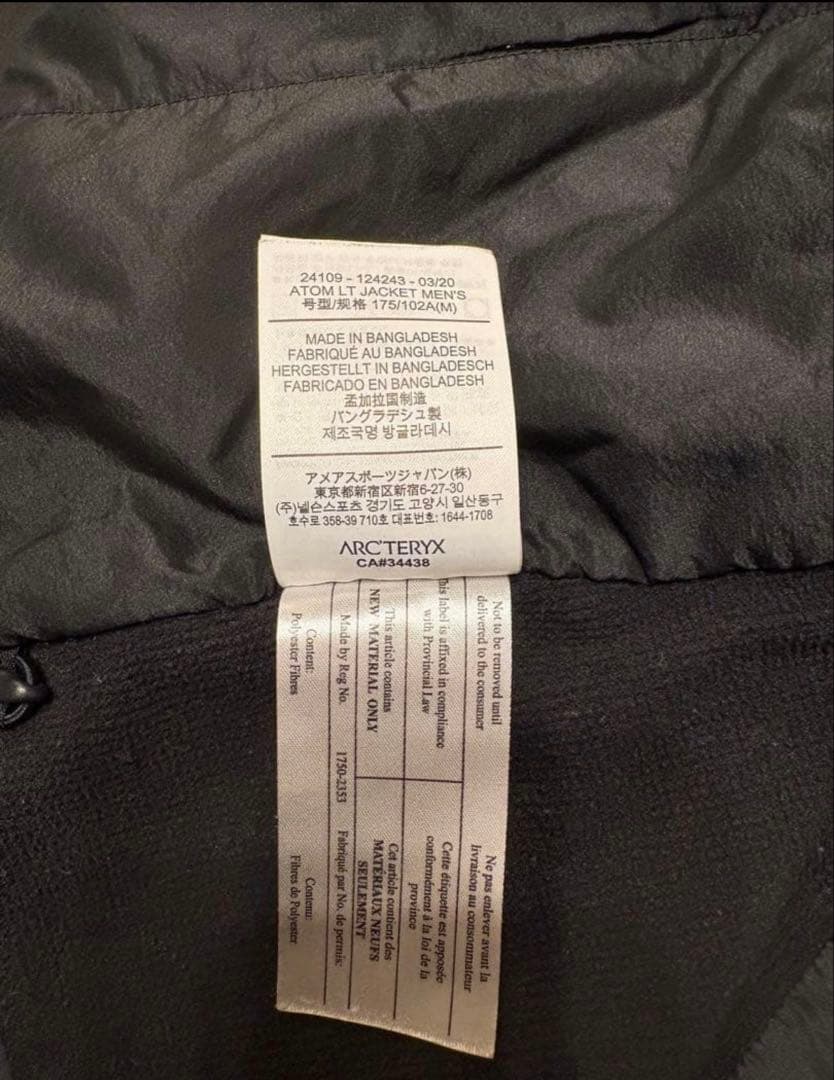 24109 - 124243 - 03/20
ATOM LT JACKET MEN'S
号型/规格 175/102A(M)
MADE IN BANGLADESH
FABRIQUÉ AU BANGLADESH
HERGESTELLT IN BANGLADESCH
FABRICADO EN BANGLADESH
孟加拉国制造
バングラデシュ製
제조국명 방글라데시
アメアスポーツジャパン(株)
東京都新宿区新宿6-27-30
(주)넬슨스포츠 경기도 고양시 일산동구
호수로 358-39 710호 대표번호: 1644-1708
ARC'TERYX
CA#34438
Not to be removed until
delivered to the consumer
Ne pas enlever avant la
livraison au consommateur
This label is affixed in compliance
with Provincial Law
Cette étiquette est apposée
conformément à la loi de la
province
This article contains
NEW MATERIAL ONLY
Cet article contient des
MATÉRIAUX NEUFS
SEULEMENT
Made by Reg No. 1750-2353 Fabriqué par No. de permis:
Content:
Polyester Fibres
Contenu:
Fibres de Polyester